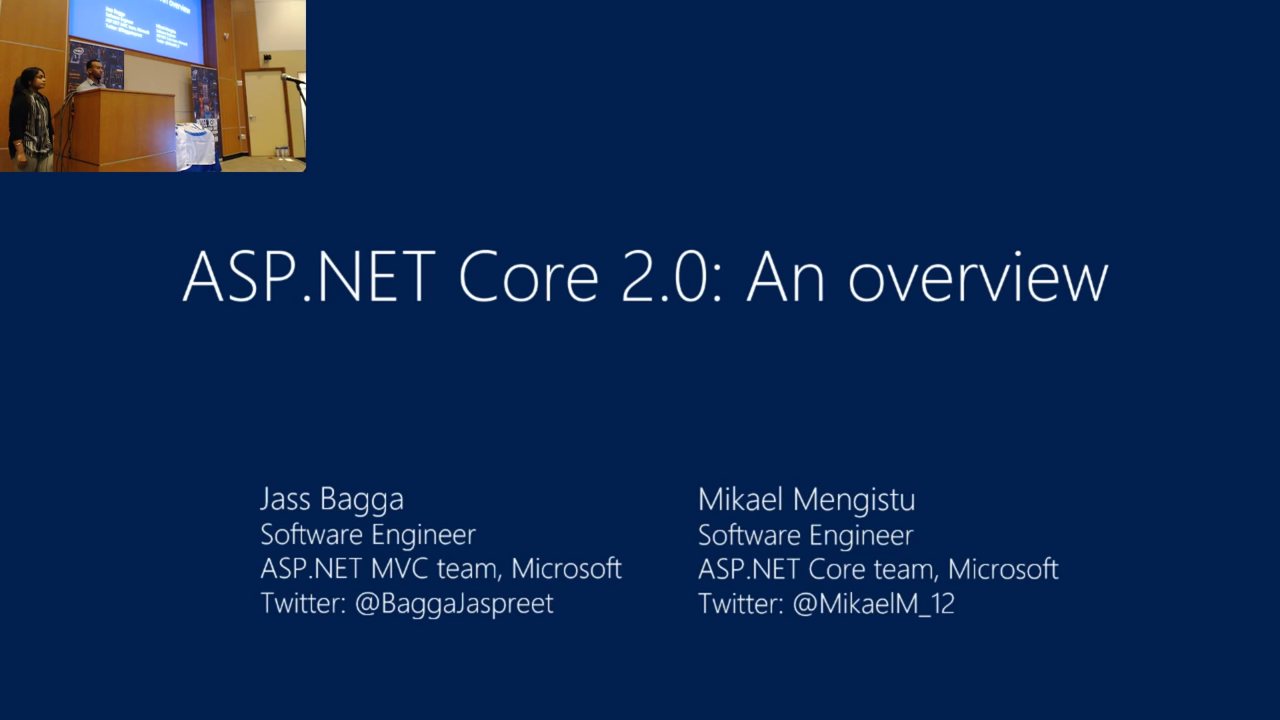 ASP.NET Core 2.0: An overview
Jass Bagga
Software Engineer
ASP.NET MVC team, Microsoft
Twitter: @BaggaJaspreet
Mikael Mengistu
Software Engineer
ASP.NET Core team, Microsoft
Twitter: @MikaelM_12